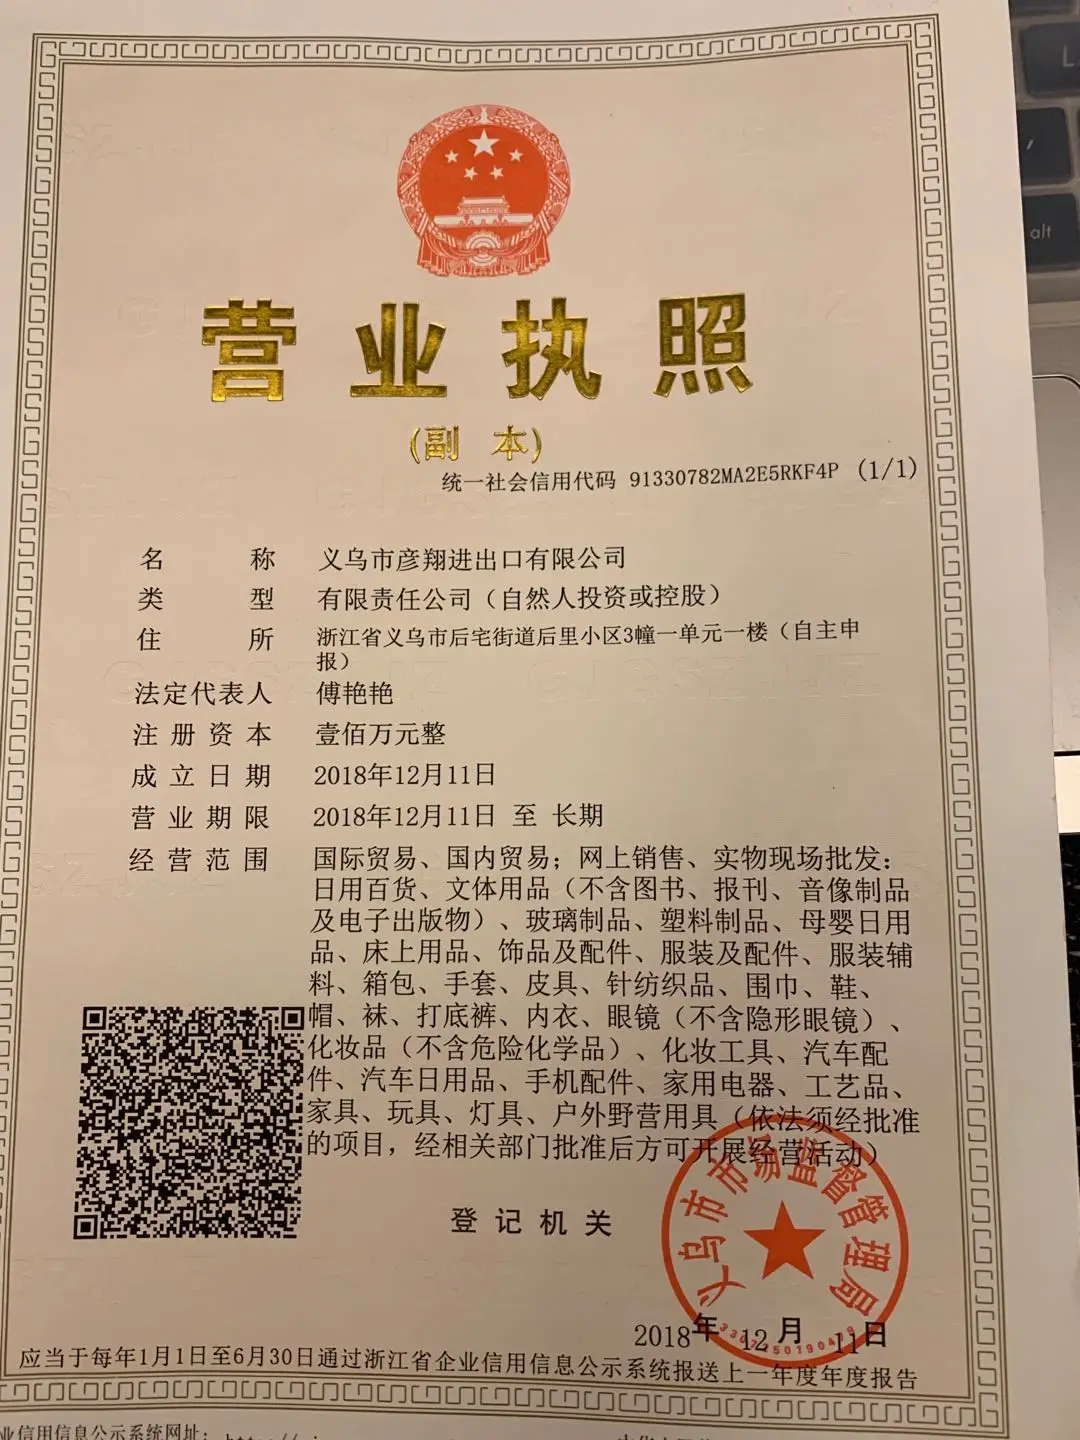 营业执照
(副 本)
统一社会信用代码 91330782MA2E5RKF4P (1/1)
名 称 义乌市彦翔进出口有限公司
类 型 有限责任公司（自然人投资或控股）
住 所 浙江省义乌市后宅街道后里小区3幢一单元一楼（自主申
报）
法定代表人 傅艳艳
注册资本 壹佰万元整
成立日期 2018年12月11日
营业期限 2018年12月11日 至 长期
经营范围 国际贸易、国内贸易；网上销售、实物现场批发：
日用百货、文体用品（不含图书、报刊、音像制品
及电子出版物）、玻璃制品、塑料制品、母婴日用
品、床上用品、饰品及配件、服装及配件、服装辅
料、箱包、手套、皮具、针纺织品、围巾、鞋、
帽、袜、打底裤、内衣、眼镜（不含隐形眼镜）、
化妆品（不含危险化学品）、化妆工具、汽车配
件、汽车日用品、手机配件、家用电器、工艺品、
家具、玩具、灯具、户外野营用具（依法须经批准
的项目，经相关部门批准后方可开展经营活动）
登记机关
义乌市市场监督管理局
2018年12月11日
应当于每年1月1日至6月30日通过浙江省企业信用信息公示系统报送上一年度年度报告
业信用信息公示系统网址：
alt